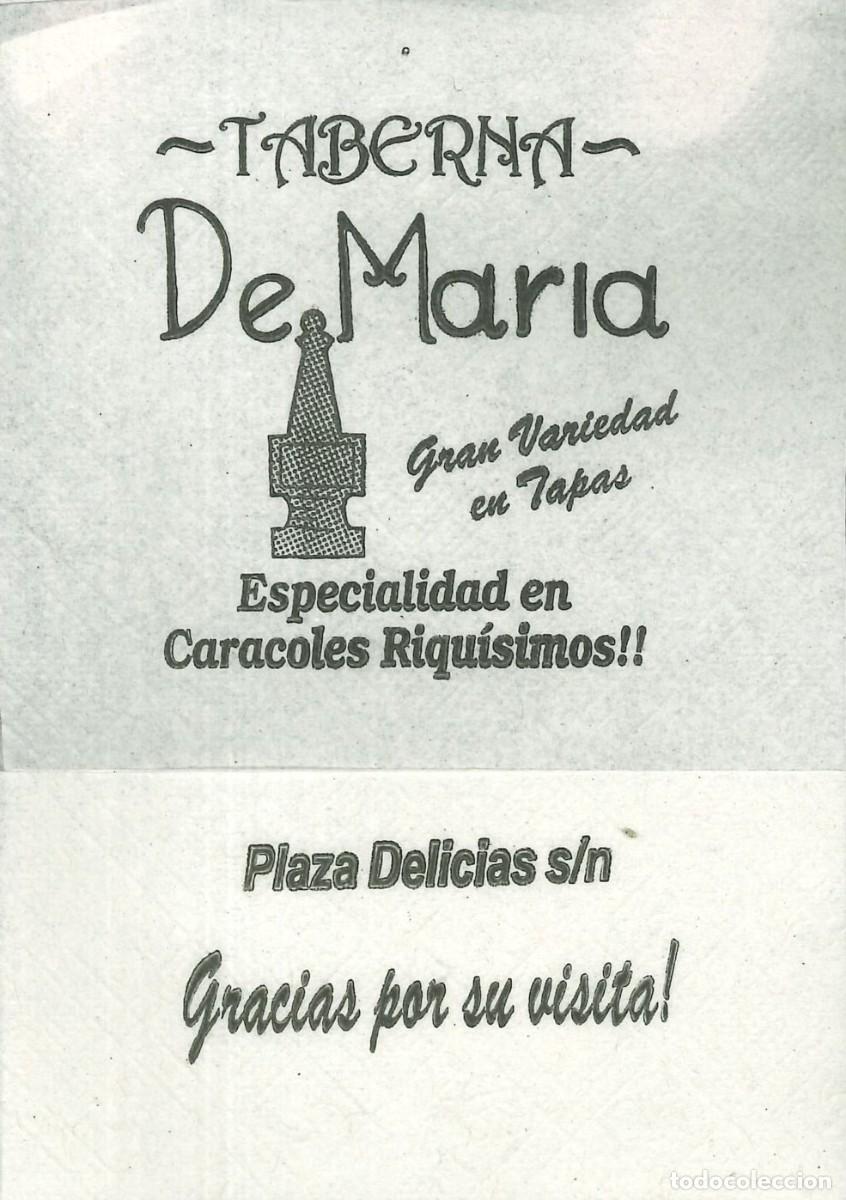 ~TABERNA~
De Maria
Gran Variedad
en Tapas
Especialidad en
Caracoles Riquísimos!!
Plaza Delicias s/n
Gracias por su visita!
todocoleccion